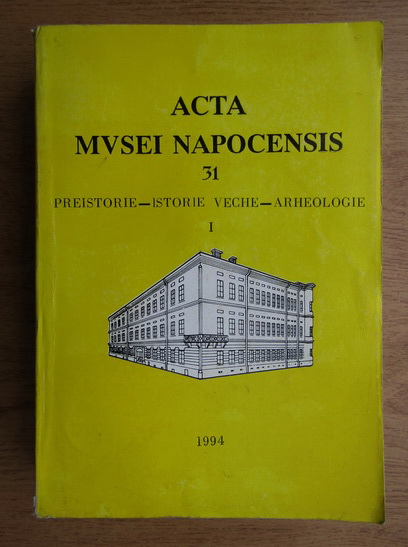 ACTA
MVSEI NAPOCENSIS
31
PREISTORIE—ISTORIE VECHE—ARHEOLOGIE
I
1994